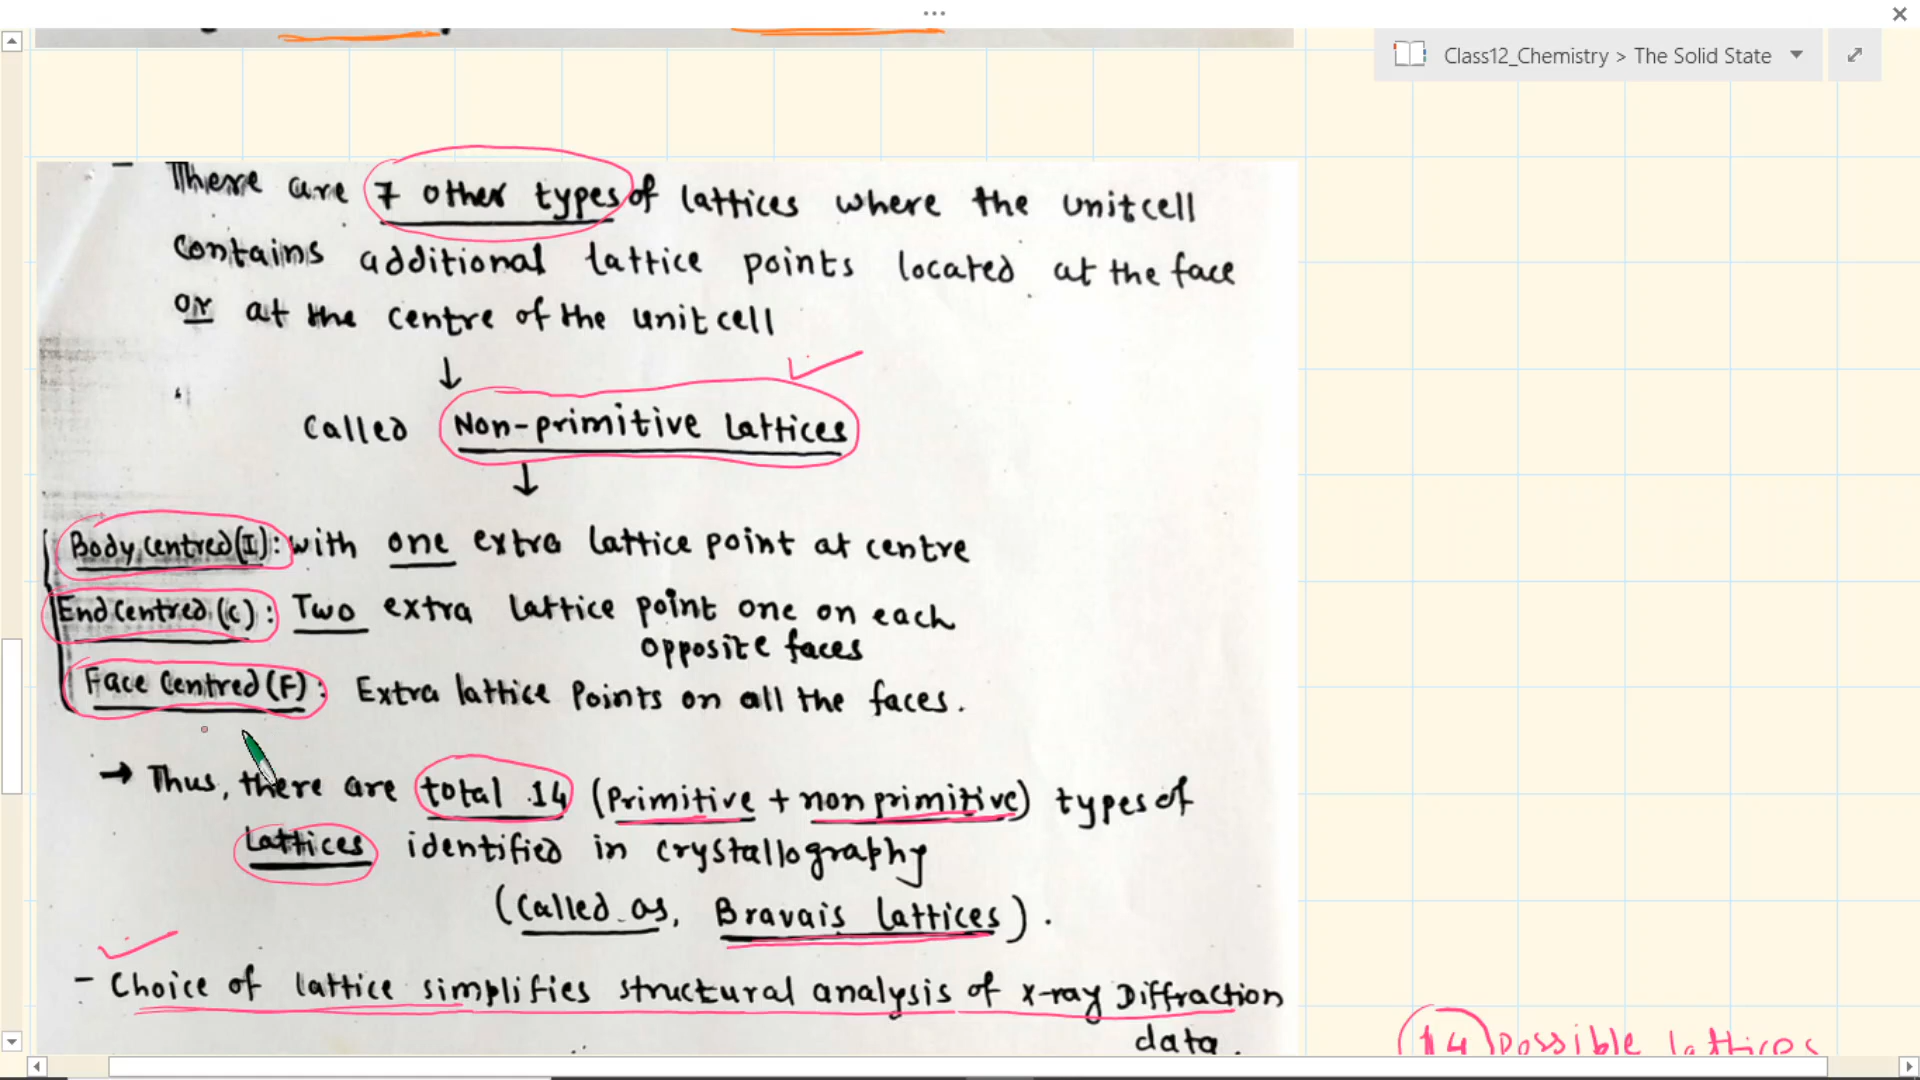 Class12_Chemistry > The Solid State
- There are 7 other types of lattices where the unitcell
contains additional lattice points located at the face
or at the centre of the unit cell
↓
Called Non-primitive Lattices
↓
Body centred (I): with one extra lattice point at centre
End centred (C): Two extra lattice point one on each
opposite faces
Face centred (F): Extra lattice points on all the faces.
→ Thus, there are total 14 (Primitive + non primitive) types of
Lattices identified in crystallography
(Called as, Bravais lattices).
- Choice of lattice simplifies structural analysis of x-ray Diffraction
data.
14 possible lattices